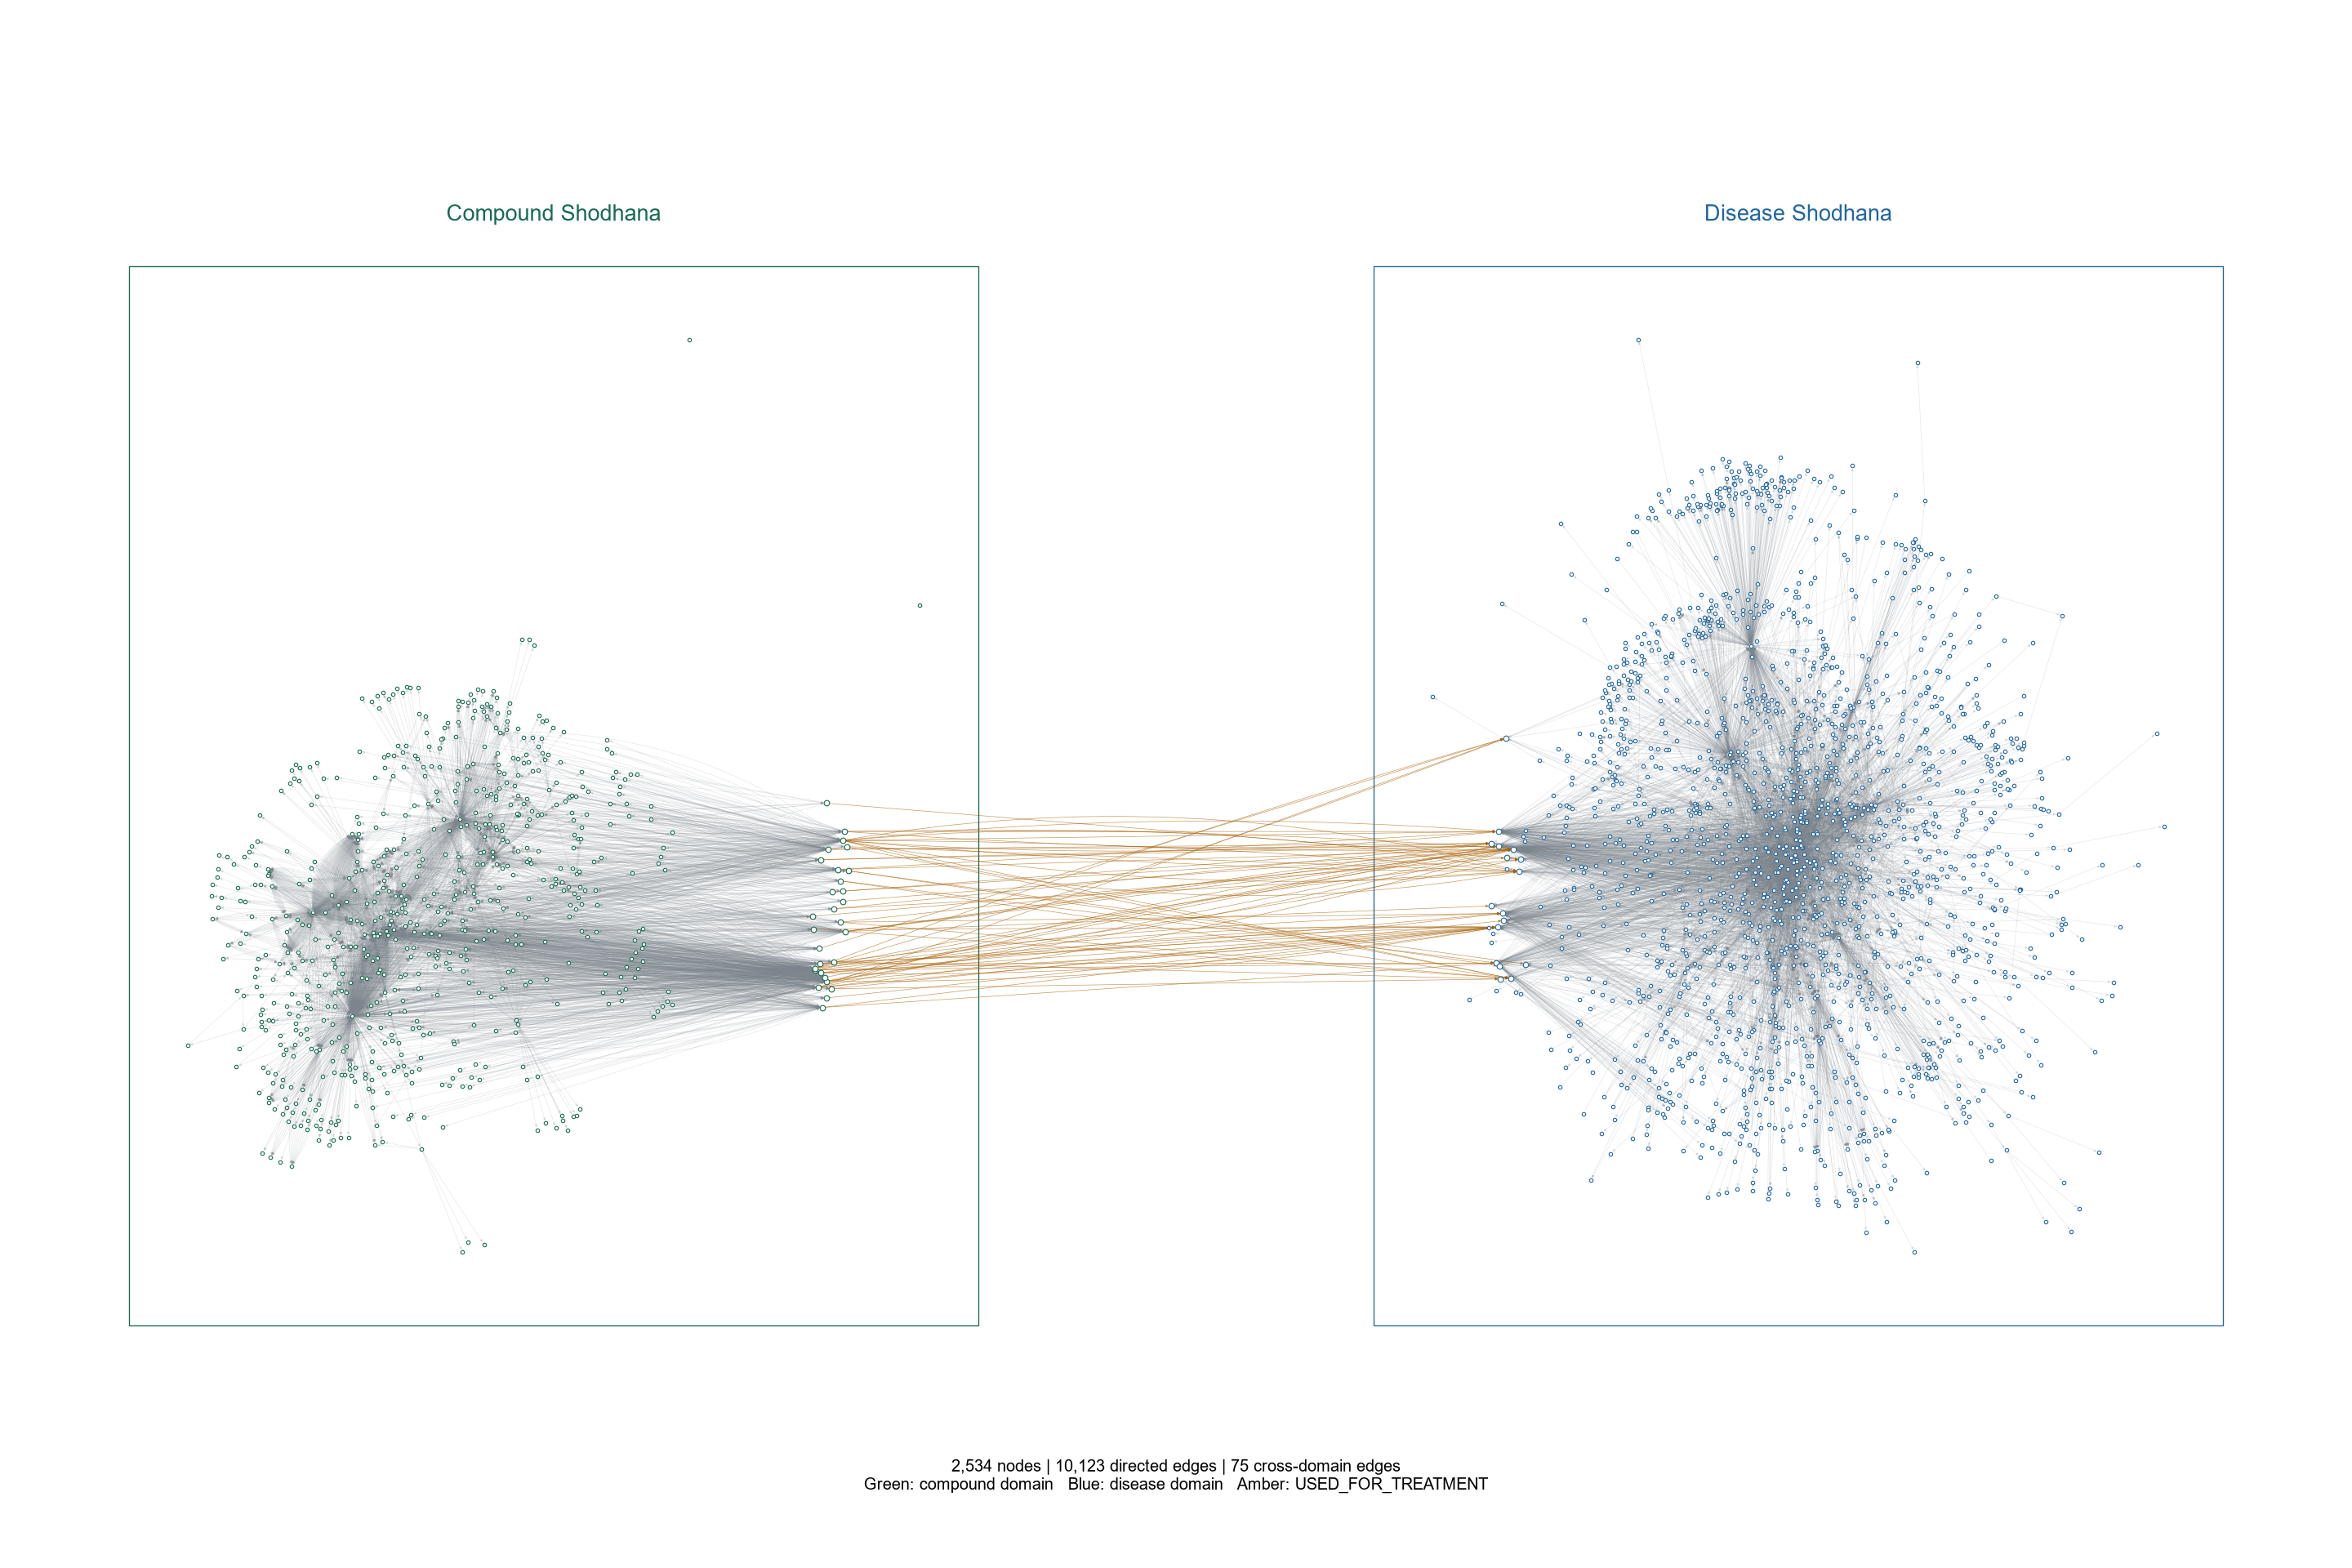 Compound Shodhana
Disease Shodhana
2,534 nodes | 10,123 directed edges | 75 cross-domain edges
Green: compound domain   Blue: disease domain   Amber: USED_FOR_TREATMENT